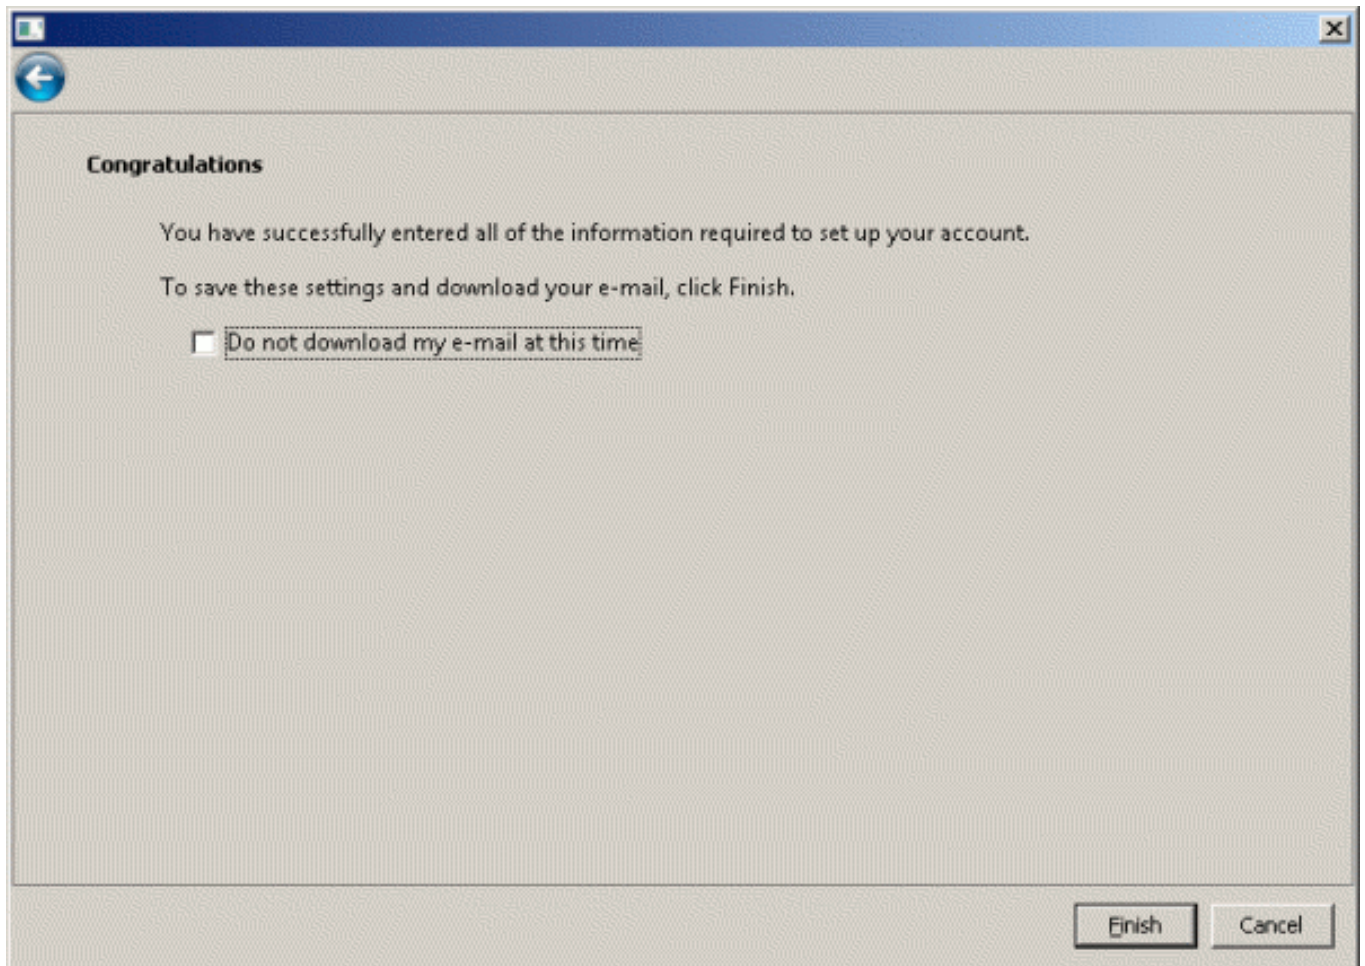 Congratulations
You have successfully entered all of the information required to set up your account.
To save these settings and download your e-mail, click Finish.
Do not download my e-mail at this time
Finish
Cancel